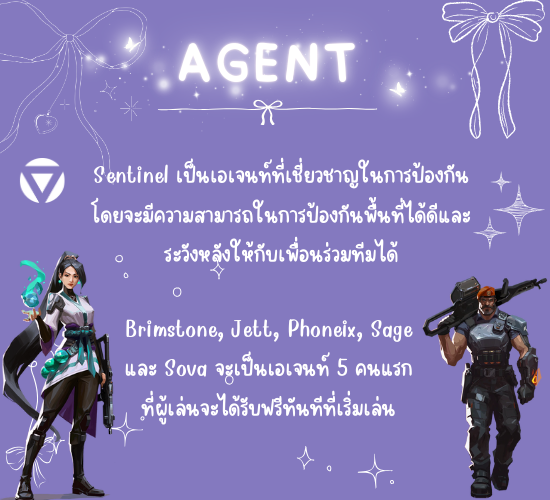 AGENT
Sentinel เป็นเอเจนท์ที่เชี่ยวชาญในการป้องกัน
โดยจะมีความสามารถในการป้องกันพื้นที่ได้ดีและ
ระวังหลังให้กับเพื่อนร่วมทีมได้
Brimstone, Jett, Phoneix, Sage
และ Sova จะเป็นเอเจนท์ 5 คนแรก
ที่ผู้เล่นจะได้รับฟรีทันทีที่เริ่มเล่น